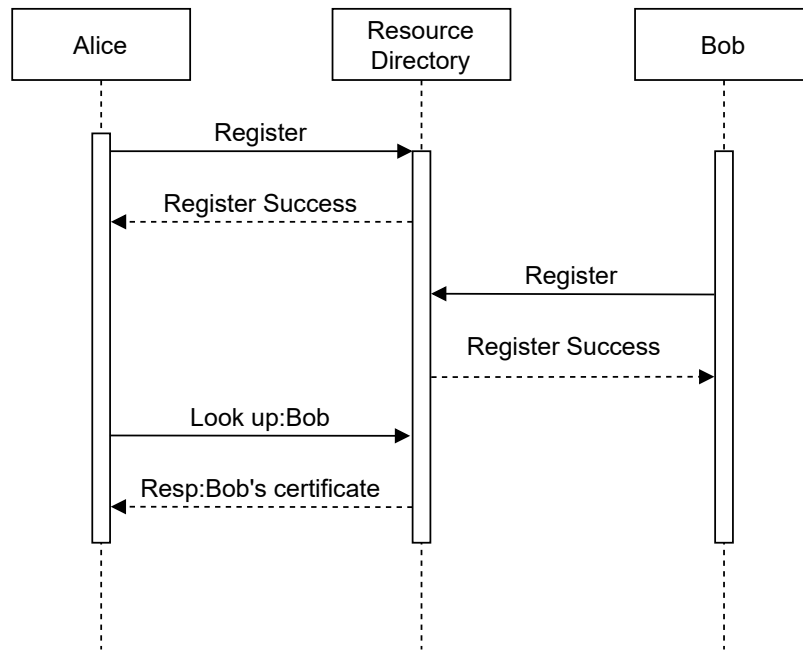 Alice
Resource
Directory
Bob
Register
Register Success
Register
Register Success
Look up:Bob
Resp:Bob's certificate